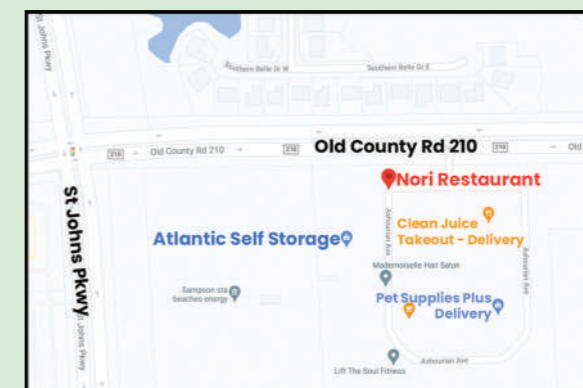 St Johns Pkwy
Southern Belle Dr W
Southern Belle Dr E
210
Old County Rd 210
210
Old County Rd 210
210
Old
Nori Restaurant
St Johns Pkwy
Atlantic Self Storage
Clean Juice
Takeout - Delivery
Ashourian Ave
Ashourian Ave
Mademoiselle Hair Salon
Sampson sta
beaches energy
Pet Supplies Plus
Delivery
St Johns Pkwy
Lift The Soul Fitness
Ashourian Ave